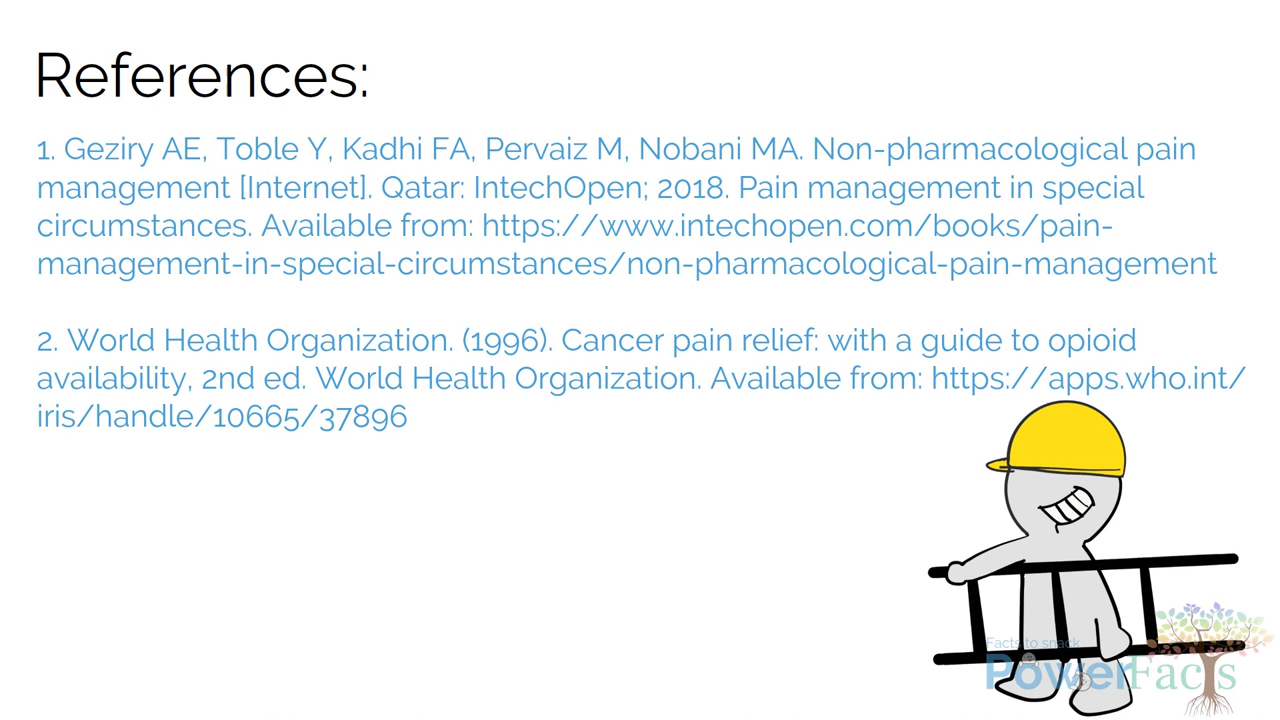 References:
1. Geziry AE, Toble Y, Kadhi FA, Pervaiz M, Nobani MA. Non-pharmacological pain
management [Internet]. Qatar: IntechOpen; 2018. Pain management in special
circumstances. Available from: https://www.intechopen.com/books/pain-
management-in-special-circumstances/non-pharmacological-pain-management
2. World Health Organization. (1996). Cancer pain relief: with a guide to opioid
availability, 2nd ed. World Health Organization. Available from: https://apps.who.int/
iris/handle/10665/37896
Facts to snack
PowerFacts